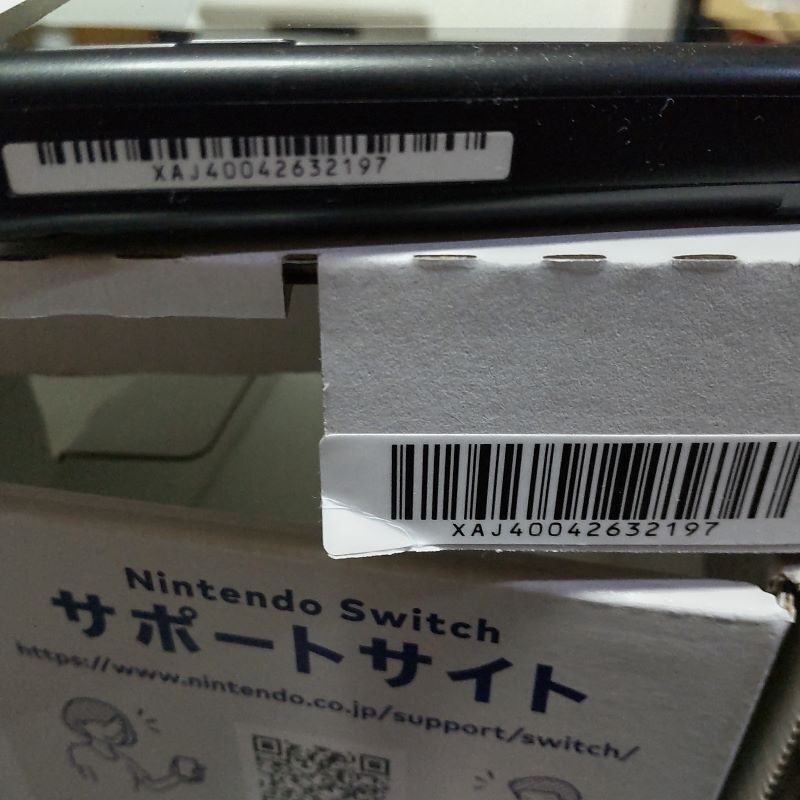 XAJ40042632197
XAJ40042632197
Nintendo Switch
サポートサイト
https://www.nintendo.co.jp/support/switch/